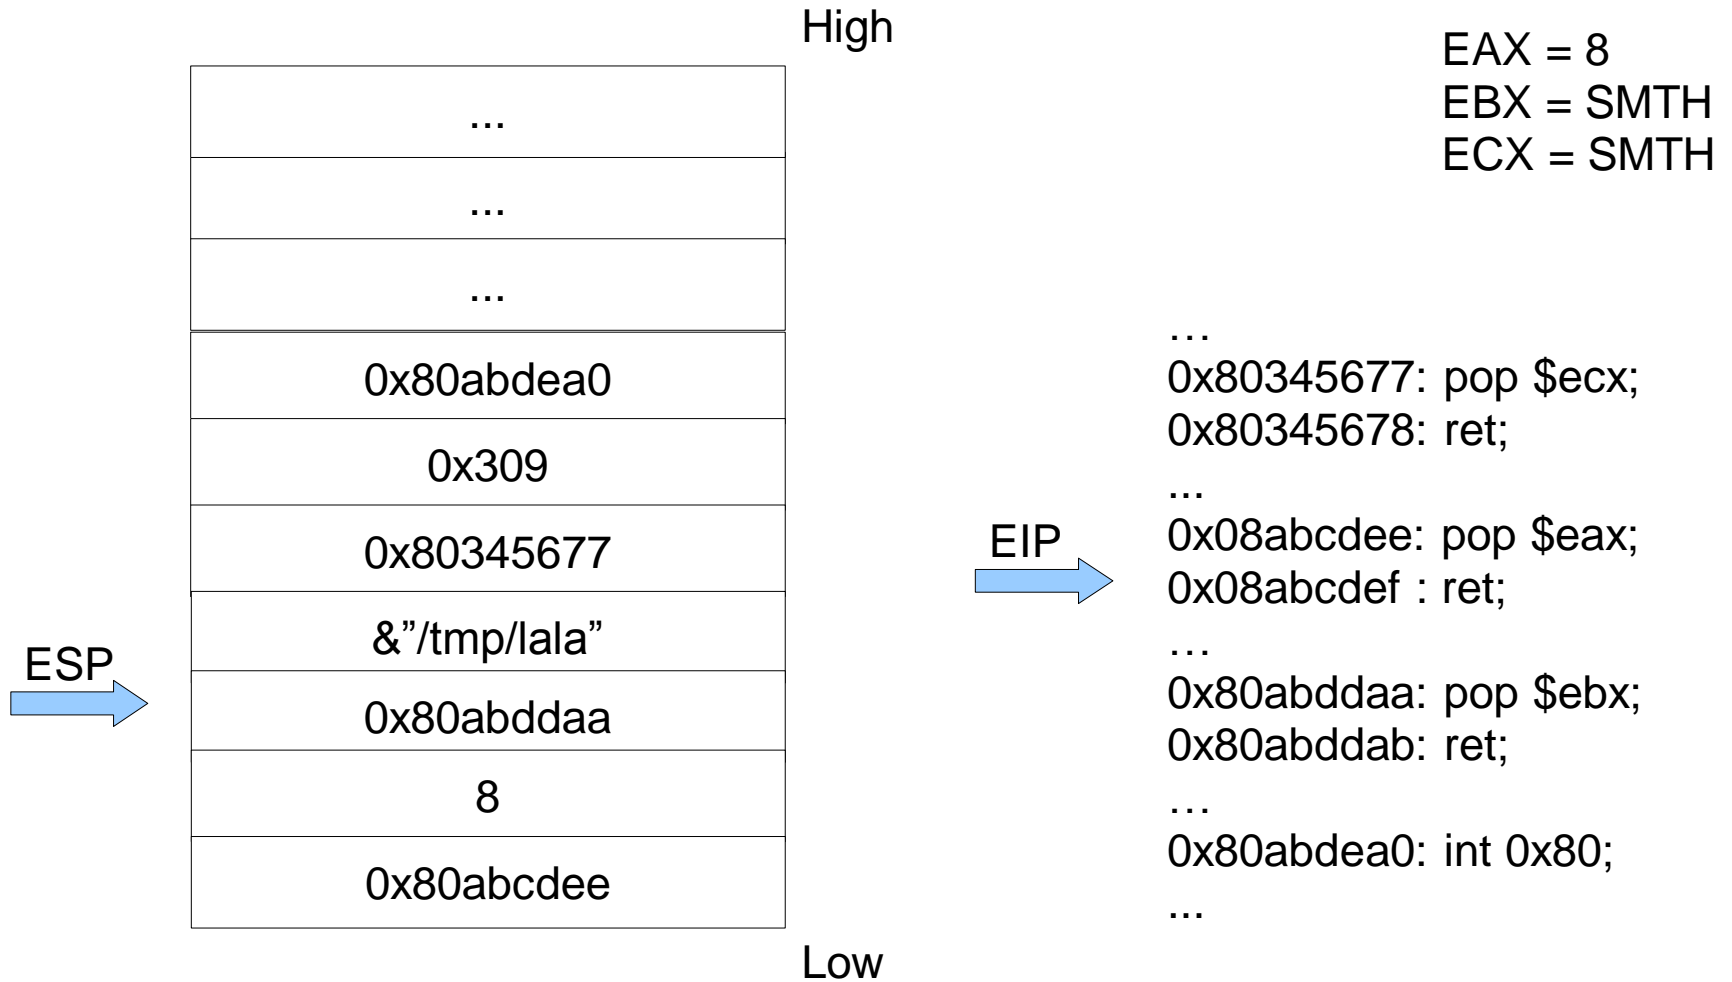 High
EAX = 8
EBX = SMTH
ECX = SMTH
...
...
...
0x80abdea0
0x309
0x80345677
&”/tmp/lala”
ESP
0x80abddaa
8
0x80abcdee
Low
EIP
…
0x80345677: pop $ecx;
0x80345678: ret;
...
0x08abcdee: pop $eax;
0x08abcdef : ret;
…
0x80abddaa: pop $ebx;
0x80abddab: ret;
…
0x80abdea0: int 0x80;
...